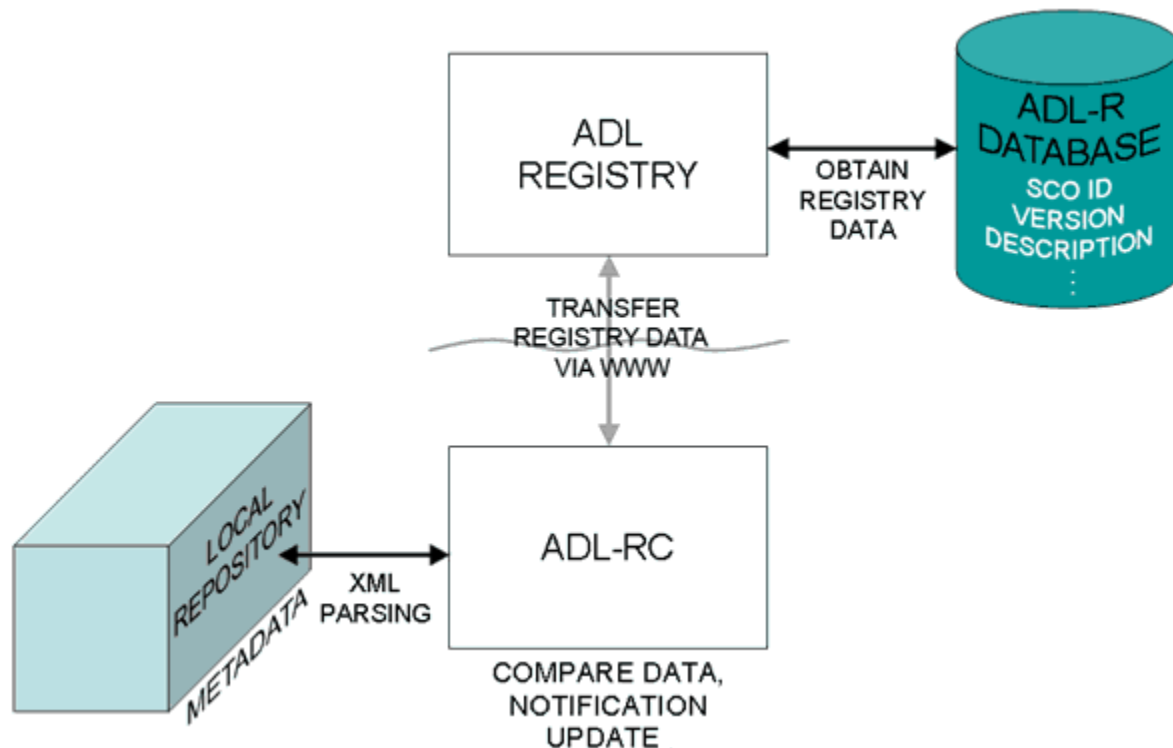 ADL
REGISTRY
OBTAIN
REGISTRY
DATA
ADL-R
DATABASE
SCO ID
VERSION
DESCRIPTION
⋮
TRANSFER
REGISTRY DATA
VIA WWW
LOCAL
REPOSITORY
METADATA
XML
PARSING
ADL-RC
COMPARE DATA,
NOTIFICATION
UPDATE